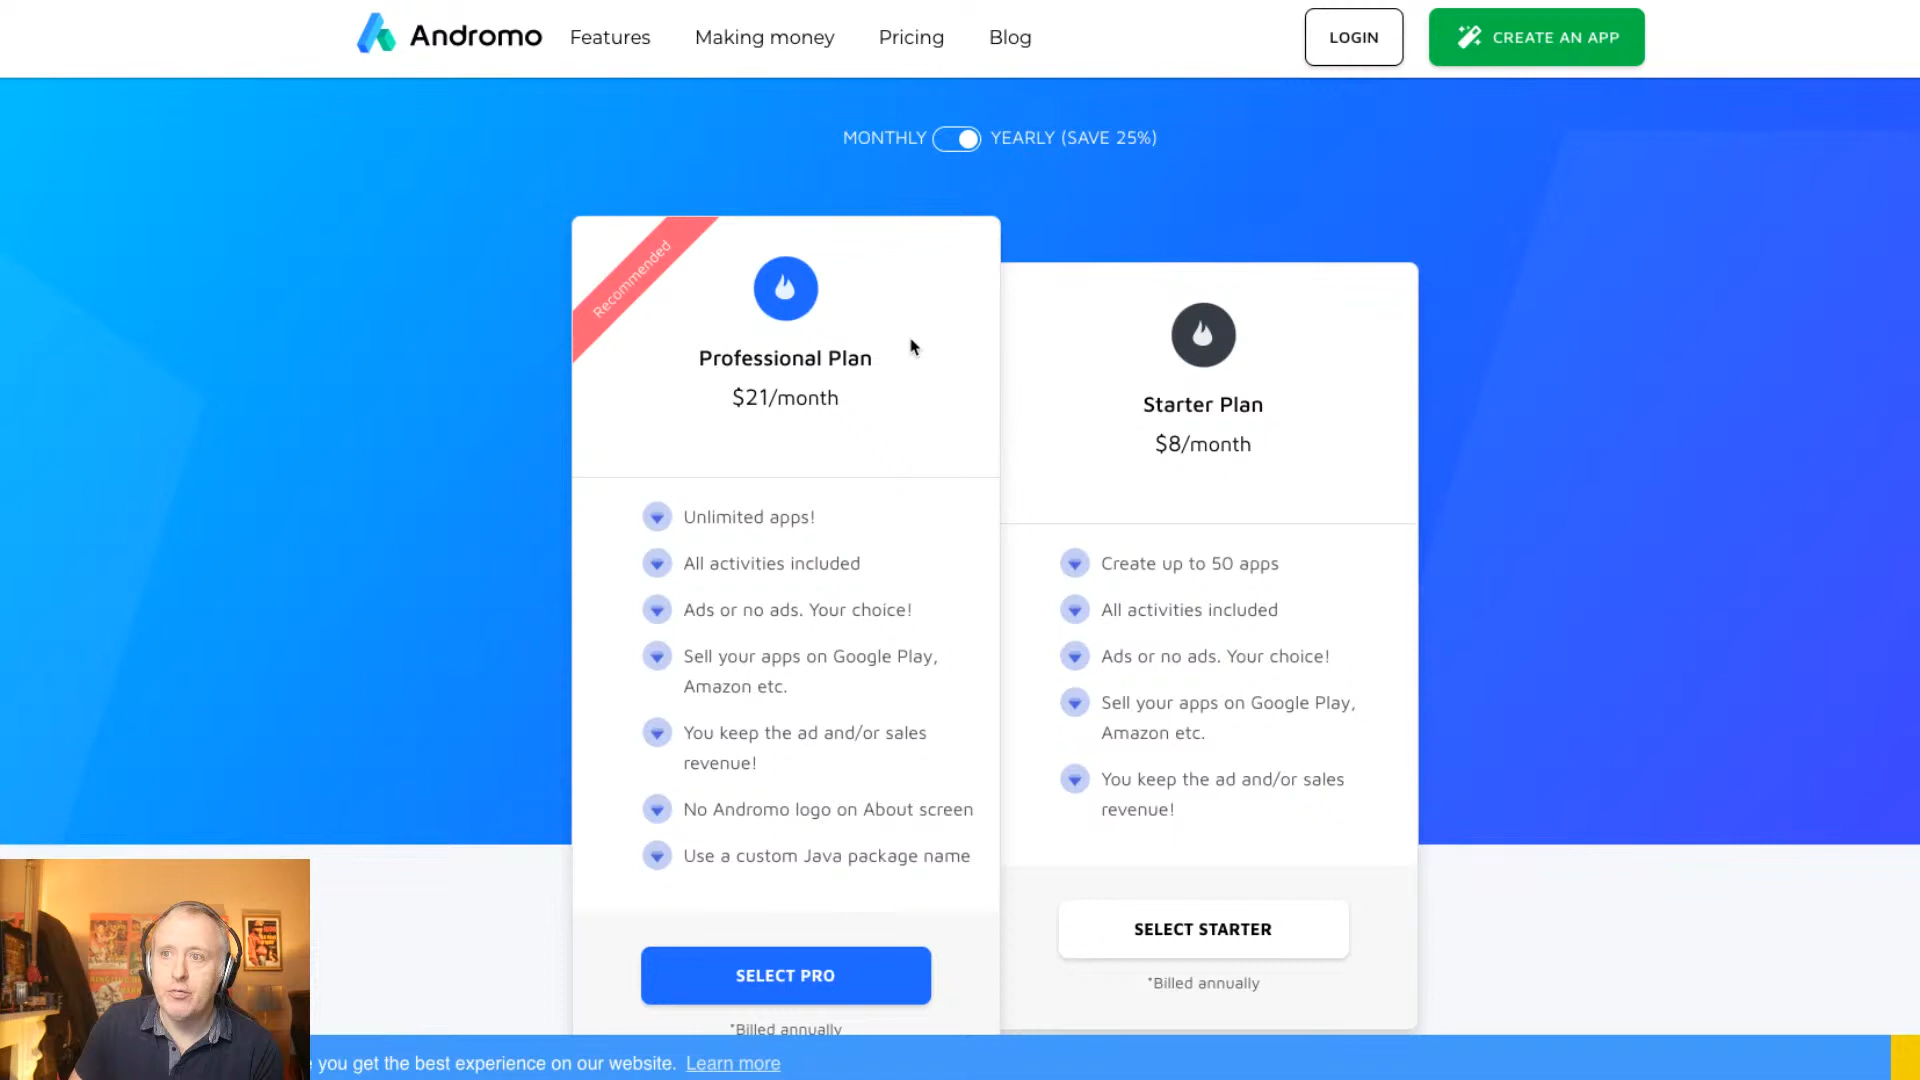 Andromo
Features
Making money
Pricing
Blog
LOGIN
CREATE AN APP
MONTHLY
YEARLY (SAVE 25%)
Recommended
Professional Plan
$21/month
Unlimited apps!
All activities included
Ads or no ads. Your choice!
Sell your apps on Google Play,
Amazon etc.
You keep the ad and/or sales
revenue!
No Andromo logo on About screen
Use a custom Java package name
SELECT PRO
*Billed annually
Starter Plan
$8/month
Create up to 50 apps
All activities included
Ads or no ads. Your choice!
Sell your apps on Google Play,
Amazon etc.
You keep the ad and/or sales
revenue!
SELECT STARTER
*Billed annually
you get the best experience on our website. Learn more